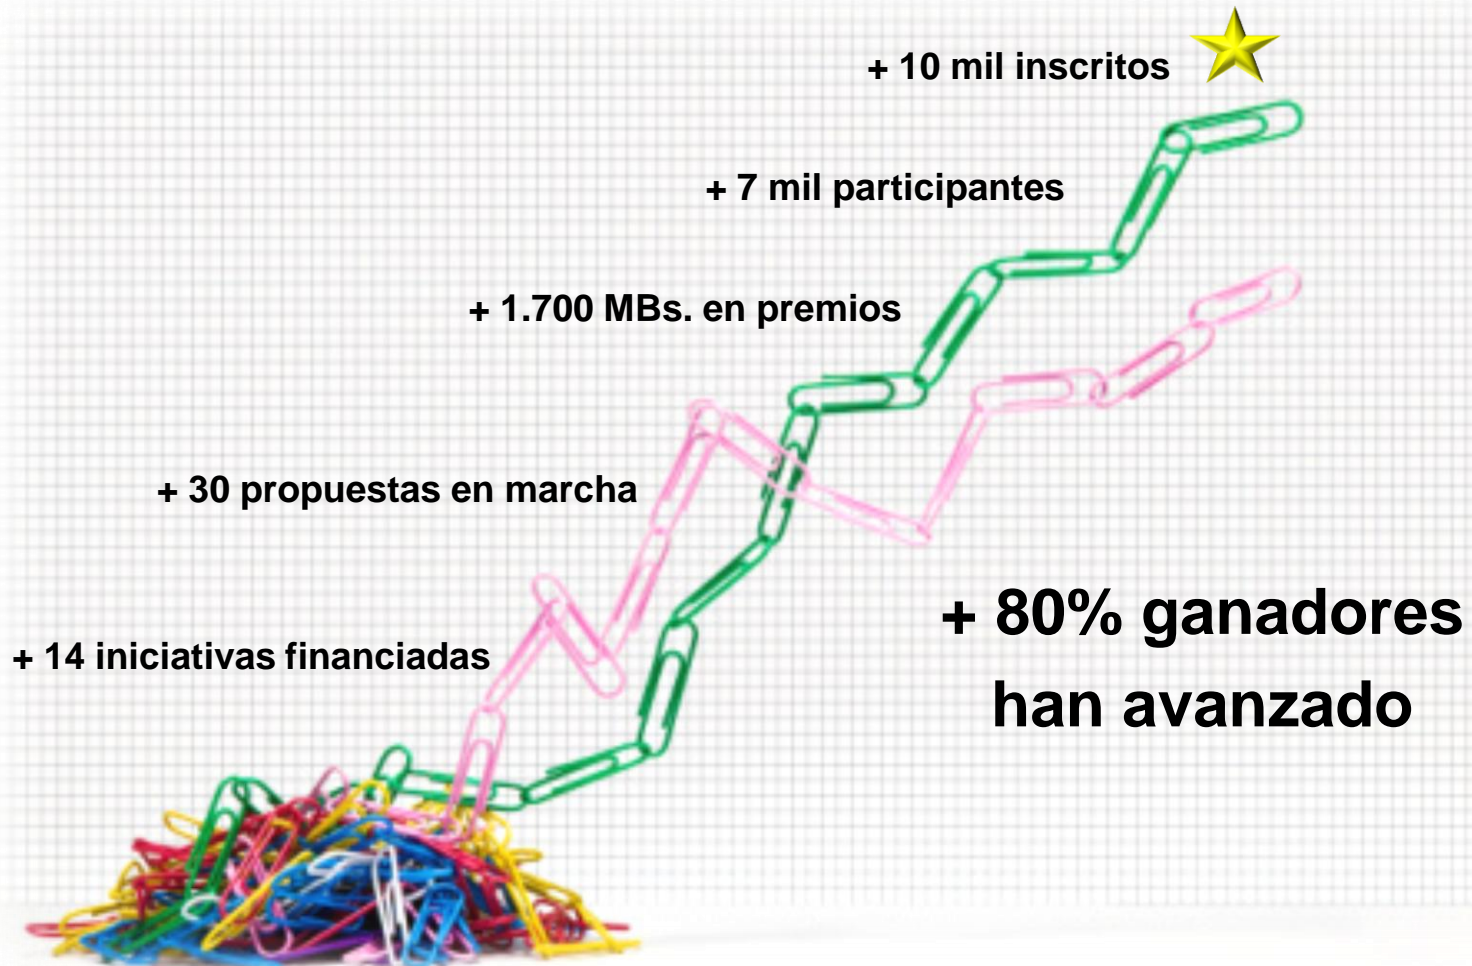 + 10 mil inscritos
+ 7 mil participantes
+ 1.700 MBs. en premios
+ 30 propuestas en marcha
+ 14 iniciativas financiadas
+ 80% ganadores
han avanzado